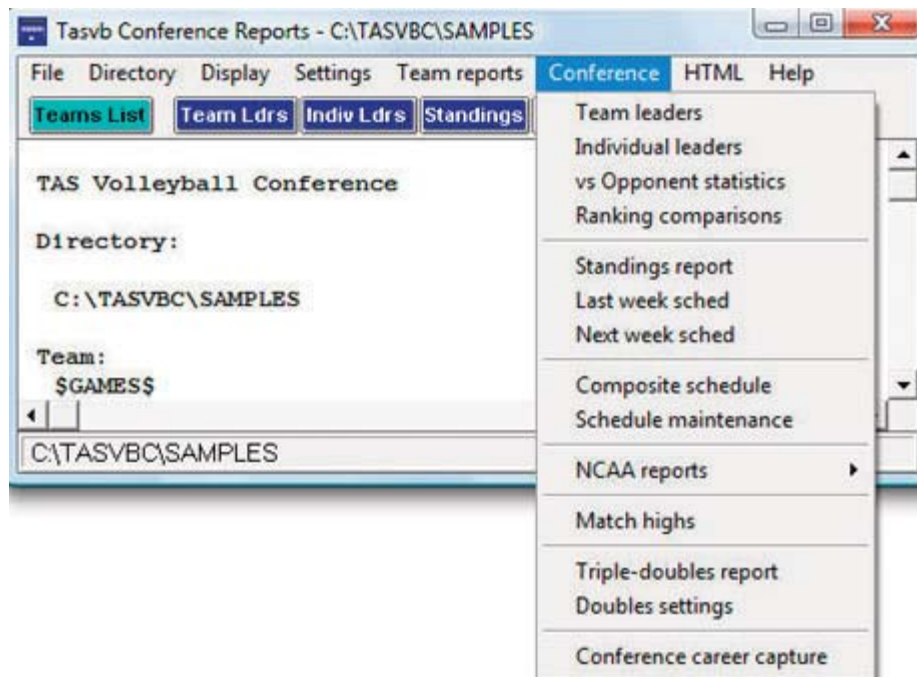 Tasvb Conference Reports - C:\TASVBC\SAMPLES
File Directory Display Settings Team reports Conference HTML Help
Teams List Team Ldrs Indiv Ldrs Standings
TAS Volleyball Conference
Directory:
C:\TASVBC\SAMPLES
Team:
$GAMES$
C:\TASVBC\SAMPLES
Team leaders
Individual leaders
vs Opponent statistics
Ranking comparisons
Standings report
Last week sched
Next week sched
Composite schedule
Schedule maintenance
NCAA reports
Match highs
Triple-doubles report
Doubles settings
Conference career capture